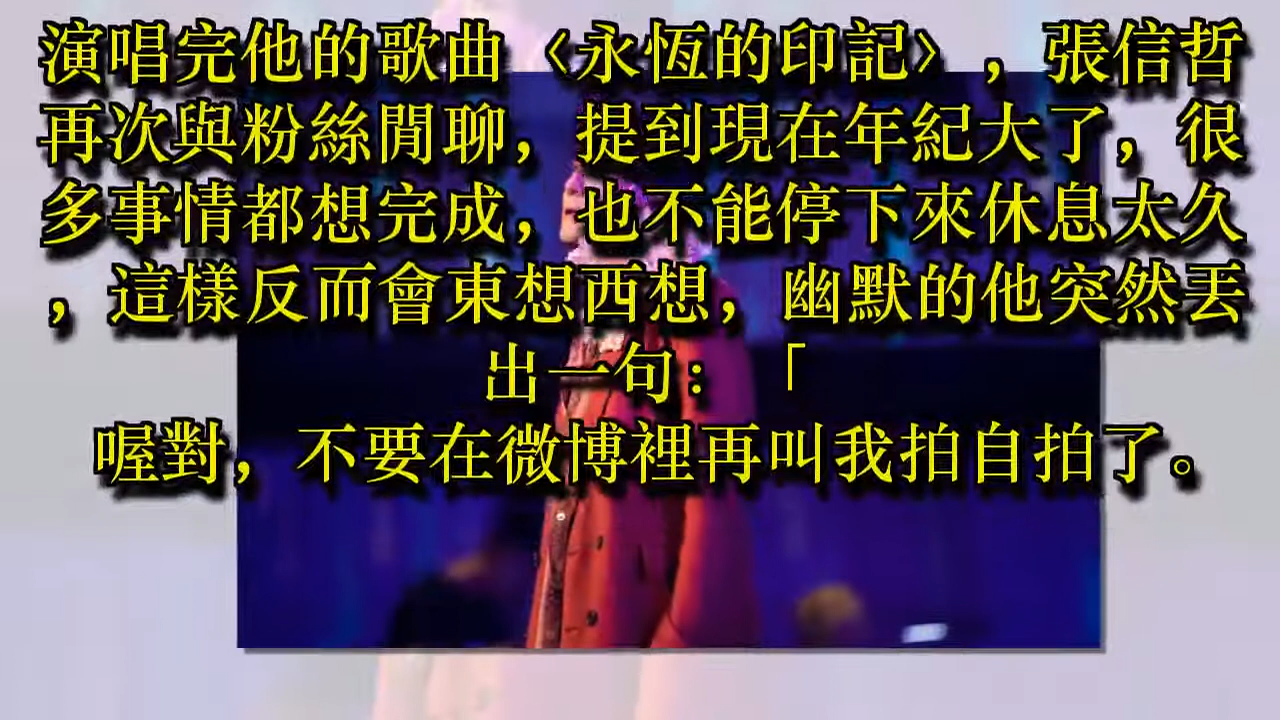 演唱完他的歌曲〈永恆的印記〉，張信哲
再次與粉絲閒聊，提到現在年紀大了，很
多事情都想完成，也不能停下來休息太久
，這樣反而會東想西想，幽默的他突然丟
出一句：「
喔對，不要在微博裡再叫我拍自拍了。